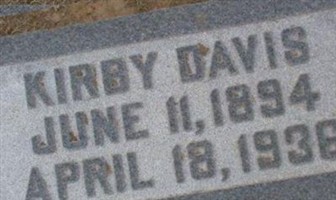 KIRBY DAVIS
JUNE 11, 1894
APRIL 18, 1936